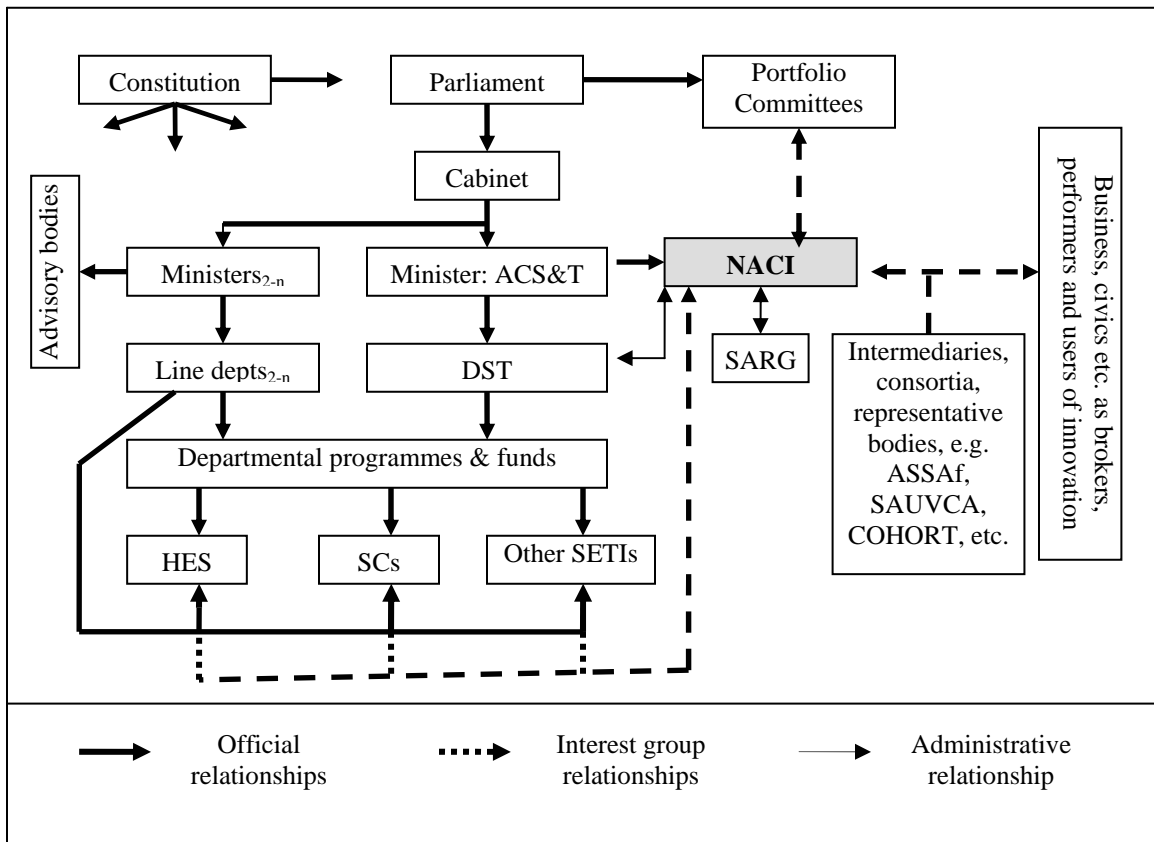 Constitution
Parliament
Portfolio
Committees
Cabinet
Advisory bodies
Ministers2-n
Minister: ACS&T
NACI
Business, civics etc. as brokers,
performers and users of innovation
Line depts2-n
DST
SARG
Intermediaries,
consortia,
representative
bodies, e.g.
ASSAf,
SAUVCA,
COHORT, etc.
Departmental programmes & funds
HES
SCs
Other SETIs
Official
relationships
Interest group
relationships
Administrative
relationship